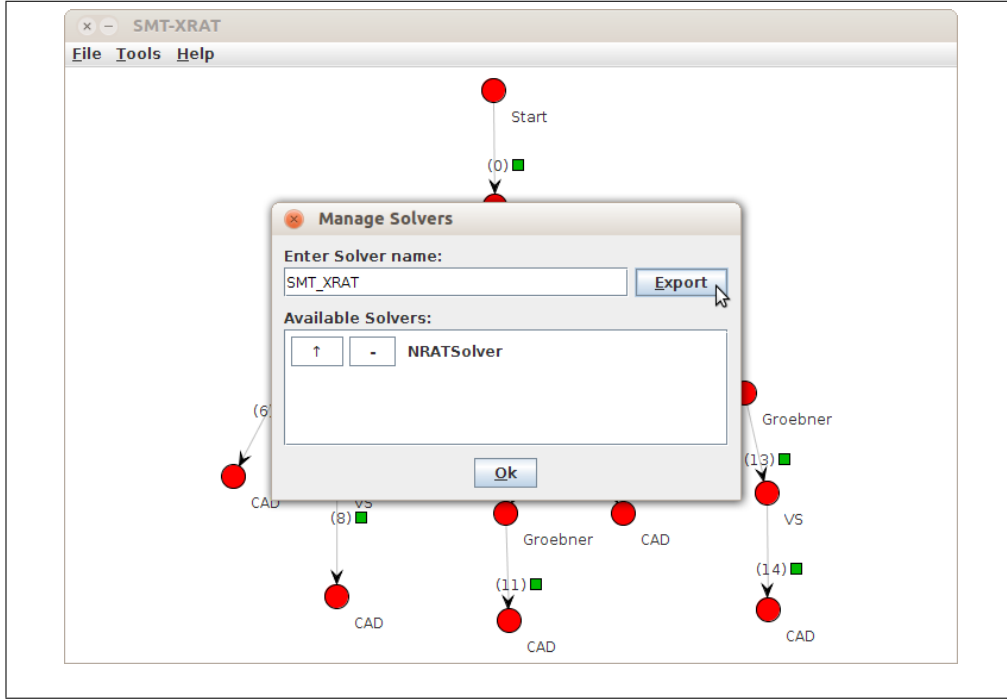 SMT-XRAT
File Tools Help
Start
(0)
Manage Solvers
Enter Solver name:
SMT_XRAT
Export
Available Solvers:
↑ - NRATSolver
Ok
(6)
Groebner
(13)
CAD
VS
(8)
Groebner
CAD
VS
(11)
(14)
CAD
CAD
CAD